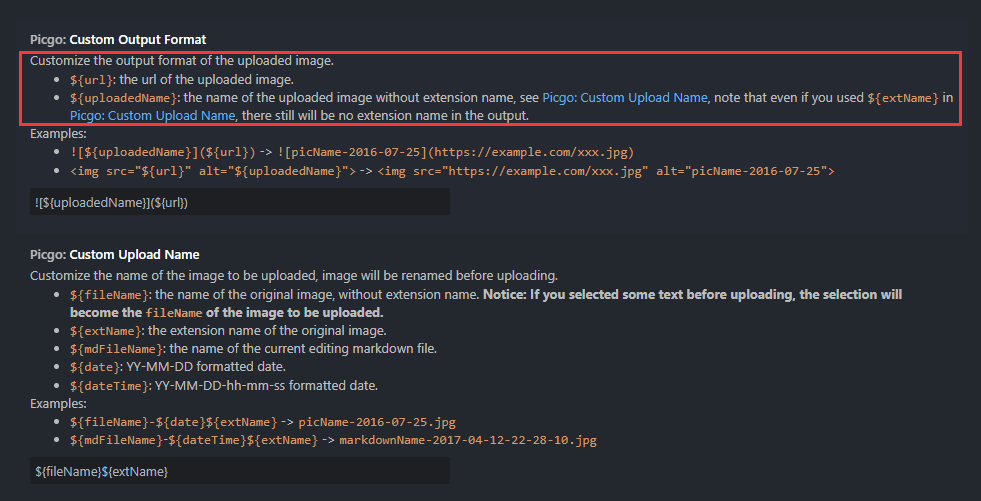 Picgo: Custom Output Format
Customize the output format of the uploaded image.
• ${url}: the url of the uploaded image.
• ${uploadedName}: the name of the uploaded image without extension name, see Picgo: Custom Upload Name, note that even if you used ${extName} in
Picgo: Custom Upload Name, there still will be no extension name in the output.
Examples:
• ![${uploadedName}](${url}) -> ![picName-2016-07-25](https://example.com/xxx.jpg)
• <img src="${url}" alt="${uploadedName}"> -> <img src="https://example.com/xxx.jpg" alt="picName-2016-07-25">
![${uploadedName}](${url})
Picgo: Custom Upload Name
Customize the name of the image to be uploaded, image will be renamed before uploading.
• ${fileName}: the name of the original image, without extension name. Notice: If you selected some text before uploading, the selection will
become the fileName of the image to be uploaded.
• ${extName}: the extension name of the original image.
• ${mdFileName}: the name of the current editing markdown file.
• ${date}: YY-MM-DD formatted date.
• ${dateTime}: YY-MM-DD-hh-mm-ss formatted date.
Examples:
• ${fileName}-${date}${extName} -> picName-2016-07-25.jpg
• ${mdFileName}-${dateTime}${extName} -> markdownName-2017-04-12-22-28-10.jpg
${fileName}${extName}